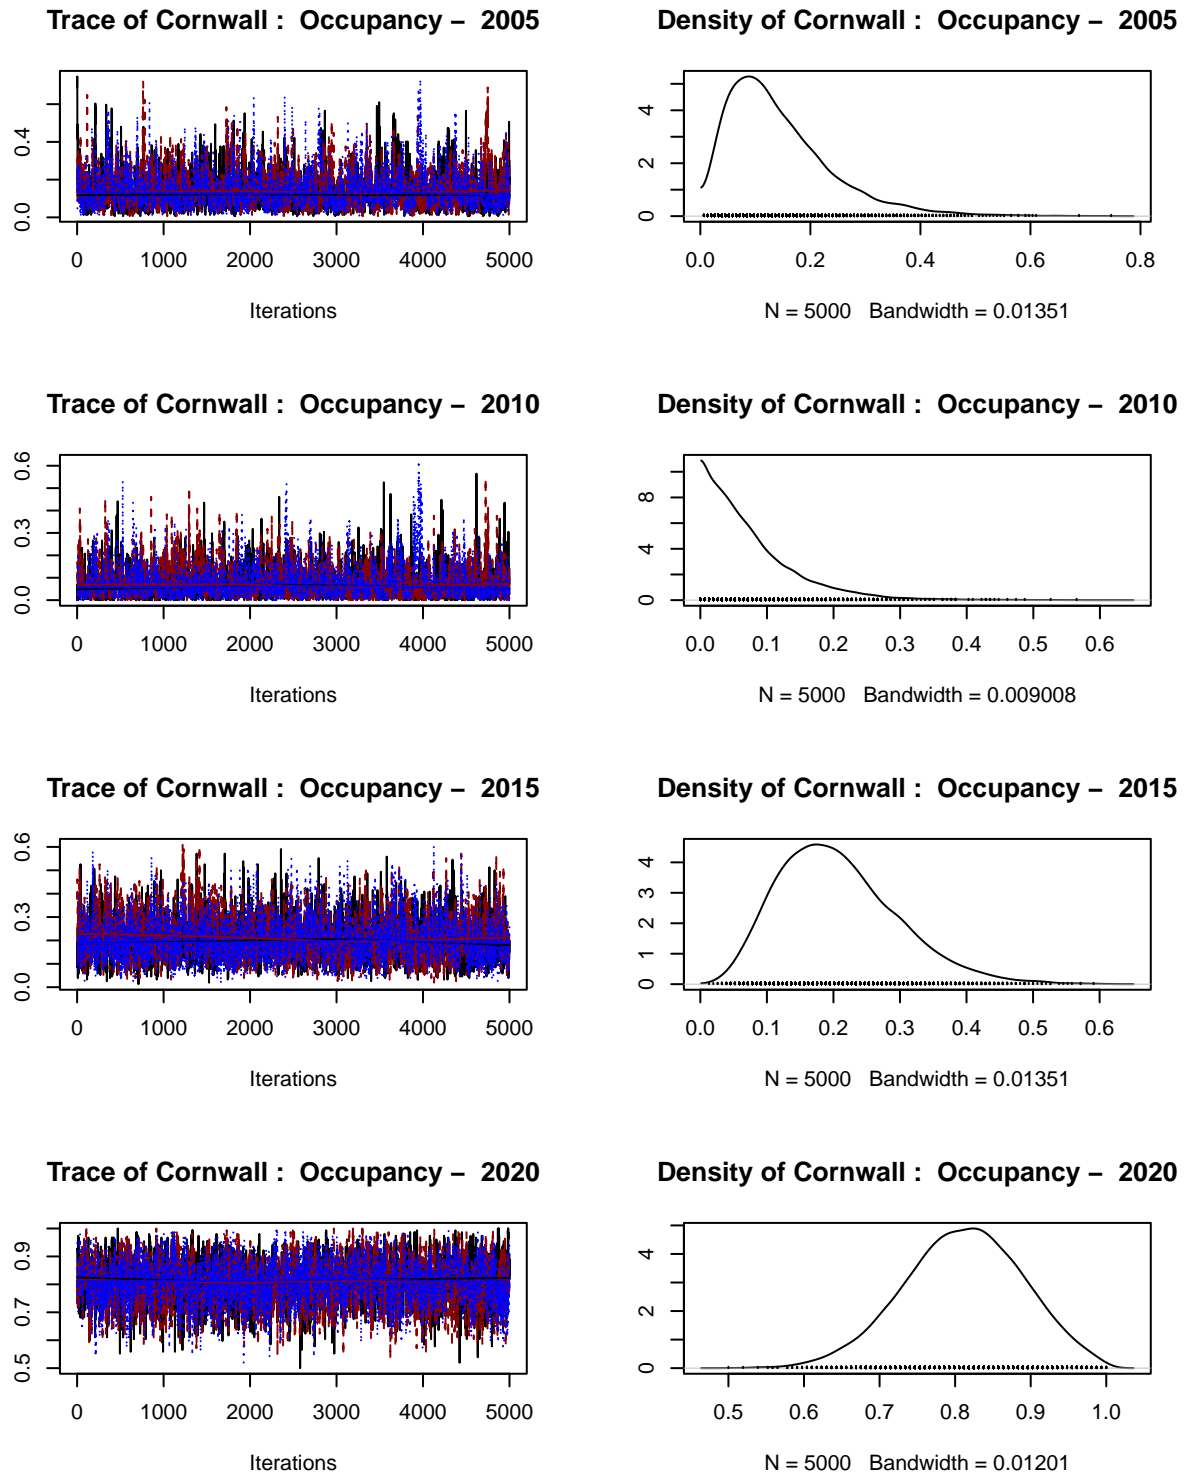 Trace of Cornwall :  Occupancy –  2005
0.0 0.4
0 1000 2000 3000 4000 5000
Iterations
Density of Cornwall :  Occupancy –  2005
0 2 4
0.0 0.2 0.4 0.6 0.8
N = 5000   Bandwidth = 0.01351
Trace of Cornwall :  Occupancy –  2010
0.0 0.3 0.6
0 1000 2000 3000 4000 5000
Iterations
Density of Cornwall :  Occupancy –  2010
0 4 8
0.0 0.1 0.2 0.3 0.4 0.5 0.6
N = 5000   Bandwidth = 0.009008
Trace of Cornwall :  Occupancy –  2015
0.0 0.3 0.6
0 1000 2000 3000 4000 5000
Iterations
Density of Cornwall :  Occupancy –  2015
0 1 2 3 4
0.0 0.1 0.2 0.3 0.4 0.5 0.6
N = 5000   Bandwidth = 0.01351
Trace of Cornwall :  Occupancy –  2020
0.5 0.7 0.9
0 1000 2000 3000 4000 5000
Iterations
Density of Cornwall :  Occupancy –  2020
0 2 4
0.5 0.6 0.7 0.8 0.9 1.0
N = 5000   Bandwidth = 0.01201